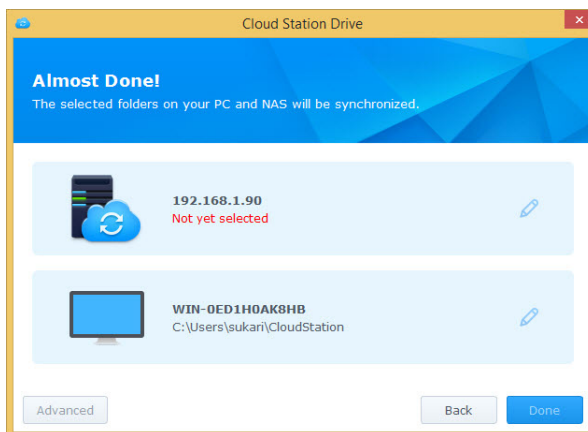 Cloud Station Drive
Almost Done!
The selected folders on your PC and NAS will be synchronized.
192.168.1.90
Not yet selected
WIN-0ED1H0AK8HB
C:\Users\sukari\CloudStation
Advanced
Back
Done